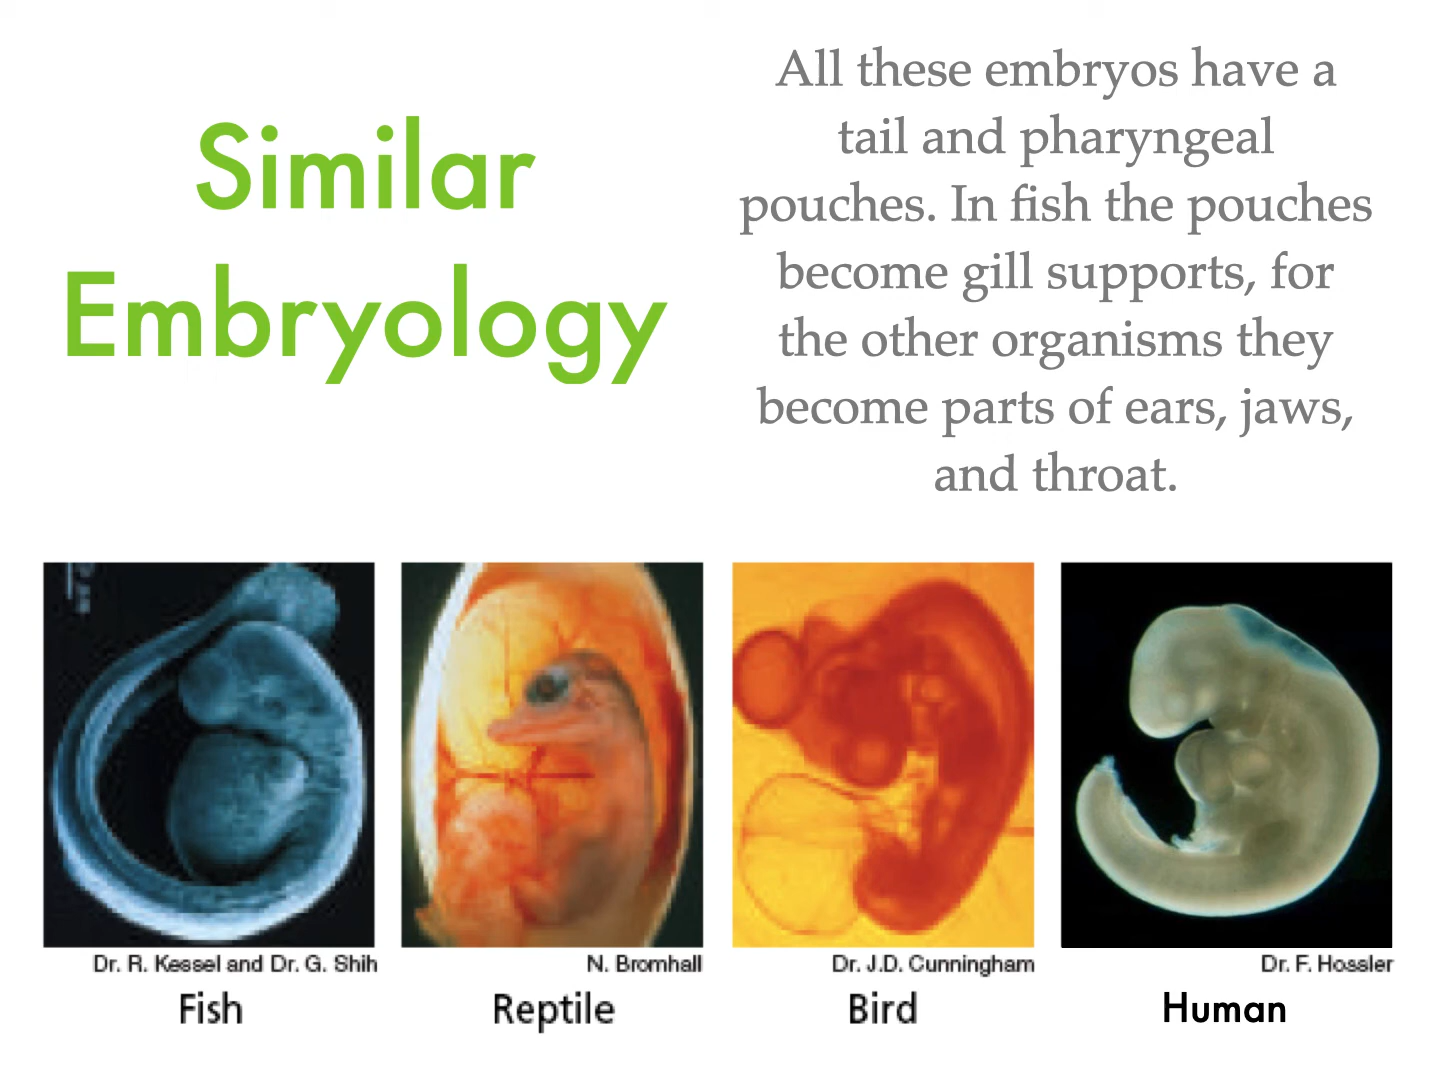 Similar
Embryology
All these embryos have a
tail and pharyngeal
pouches. In fish the pouches
become gill supports, for
the other organisms they
become parts of ears, jaws,
and throat.
Dr. R. Kessel and Dr. G. Shih
N. Bromhall
Dr. J.D. Cunningham
Dr. F. Hossler
Fish
Reptile
Bird
Human